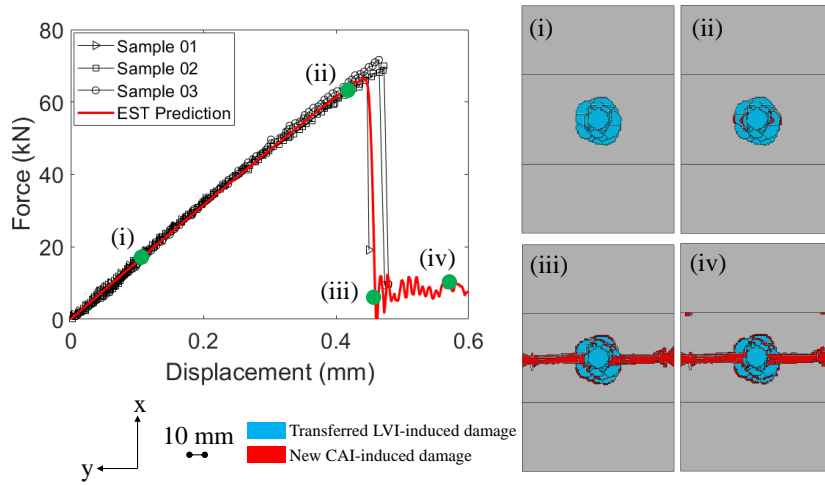 80
60
40
20
0
0
0.2
0.4
0.6
Force (kN)
Displacement (mm)
Sample 01
Sample 02
Sample 03
EST Prediction
(i)
(ii)
(iii)
(iv)
(i)
(ii)
(iii)
(iv)
x
y
10 mm
Transferred LVI-induced damage
New CAI-induced damage